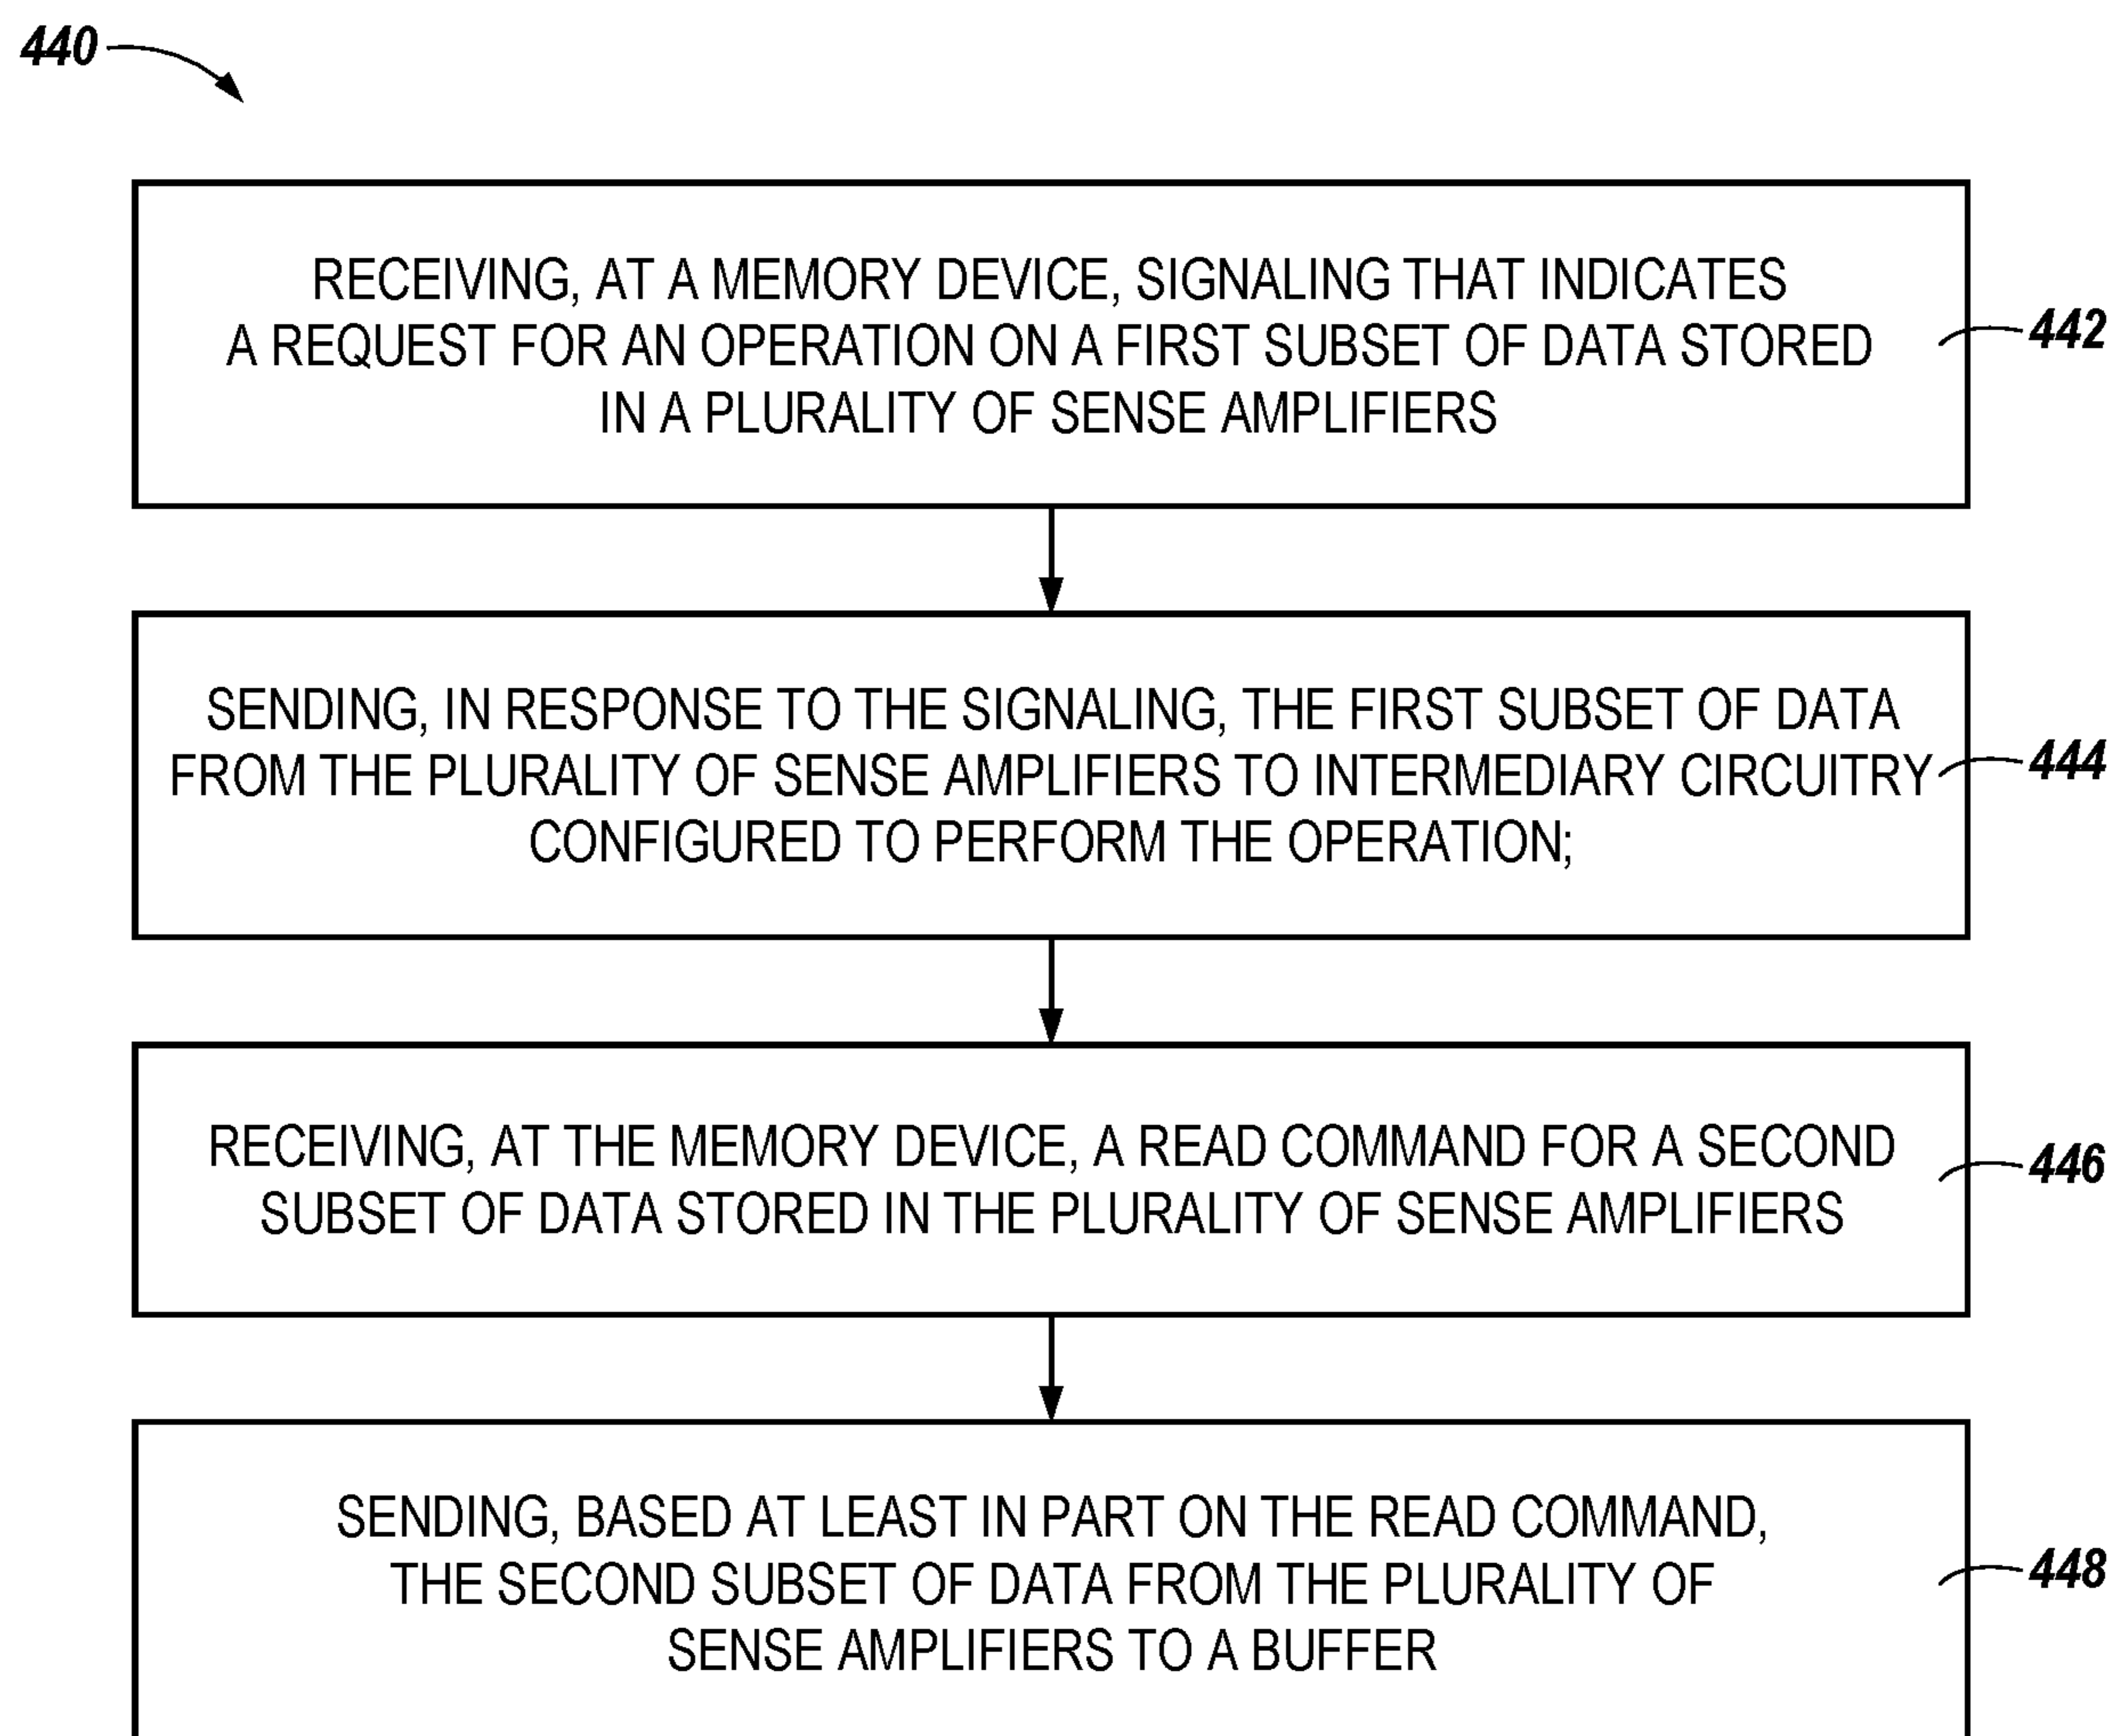 440
RECEIVING, AT A MEMORY DEVICE, SIGNALING THAT INDICATES
A REQUEST FOR AN OPERATION ON A FIRST SUBSET OF DATA STORED
IN A PLURALITY OF SENSE AMPLIFIERS
442
SENDING, IN RESPONSE TO THE SIGNALING, THE FIRST SUBSET OF DATA
FROM THE PLURALITY OF SENSE AMPLIFIERS TO INTERMEDIARY CIRCUITRY
CONFIGURED TO PERFORM THE OPERATION;
444
RECEIVING, AT THE MEMORY DEVICE, A READ COMMAND FOR A SECOND
SUBSET OF DATA STORED IN THE PLURALITY OF SENSE AMPLIFIERS
446
SENDING, BASED AT LEAST IN PART ON THE READ COMMAND,
THE SECOND SUBSET OF DATA FROM THE PLURALITY OF
SENSE AMPLIFIERS TO A BUFFER
448